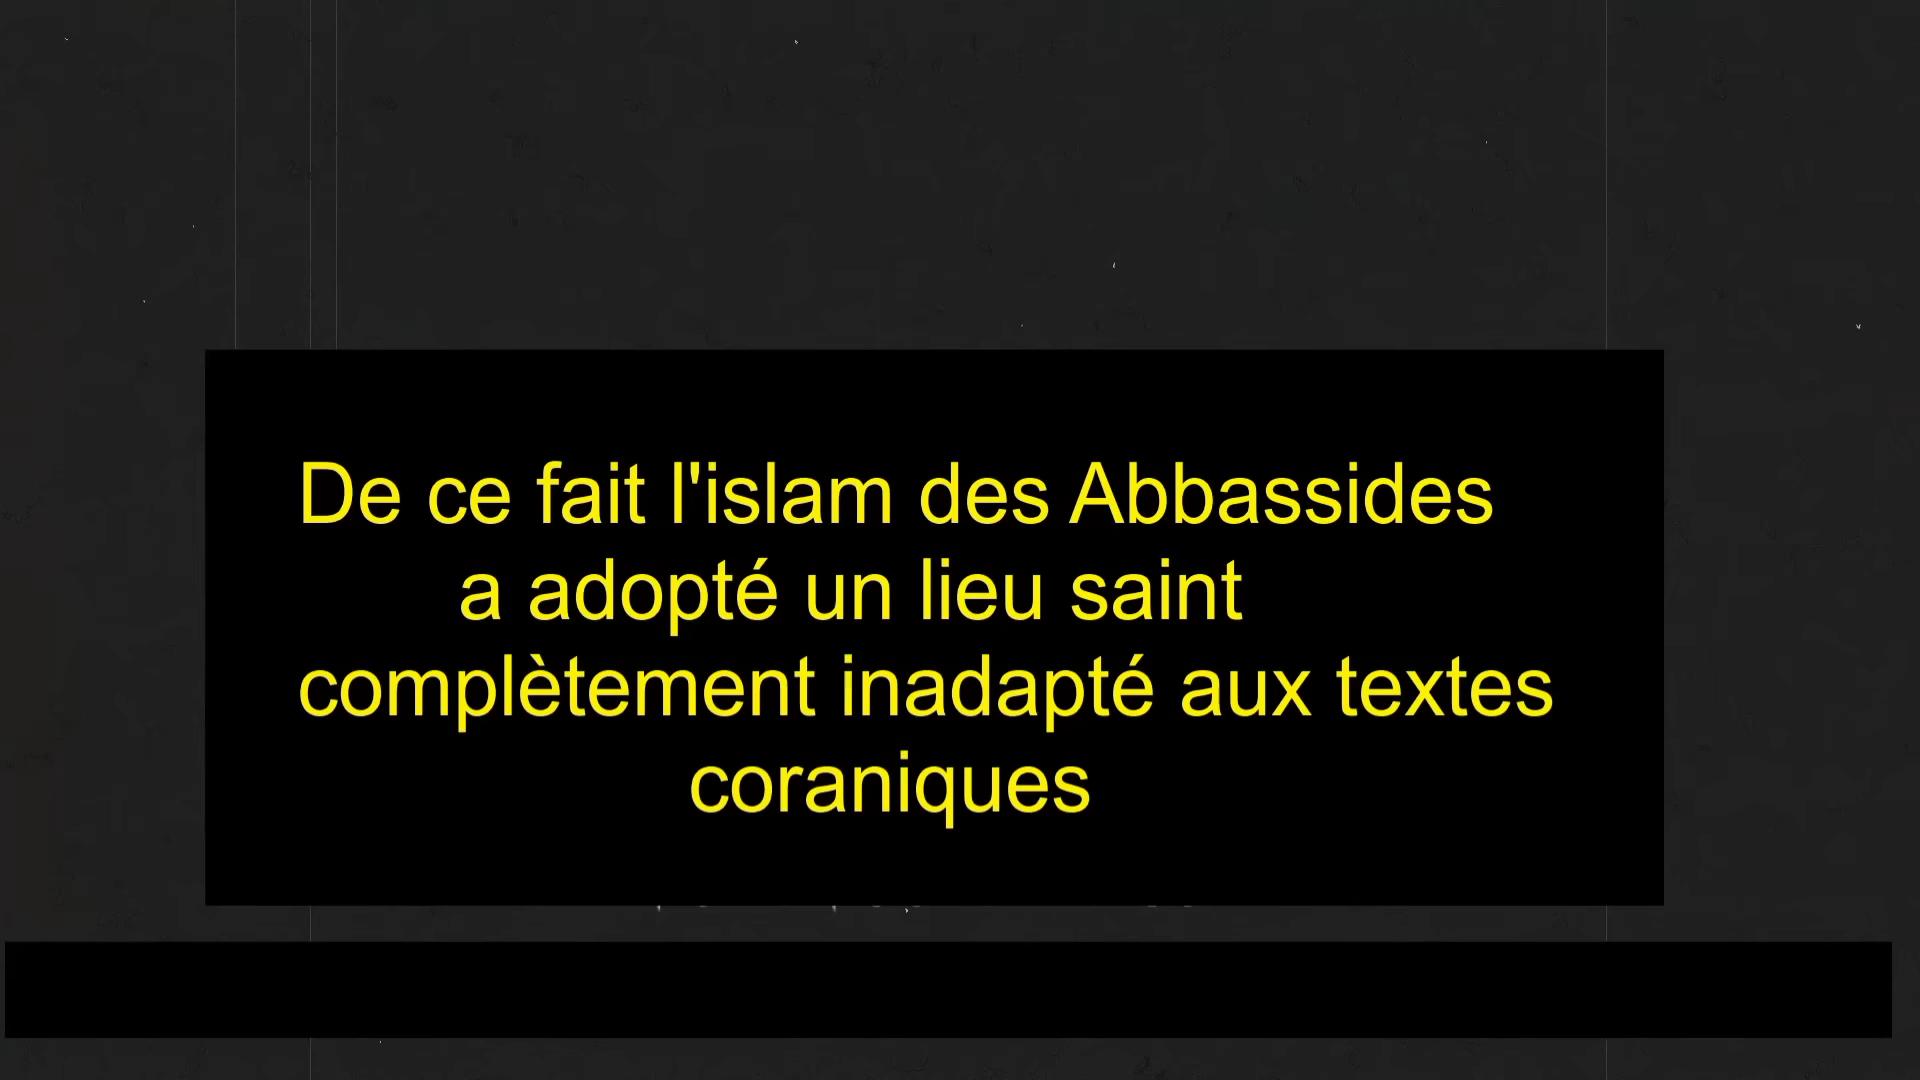 De ce fait l'islam des Abbassides
a adopté un lieu saint
complètement inadapté aux textes
coraniques